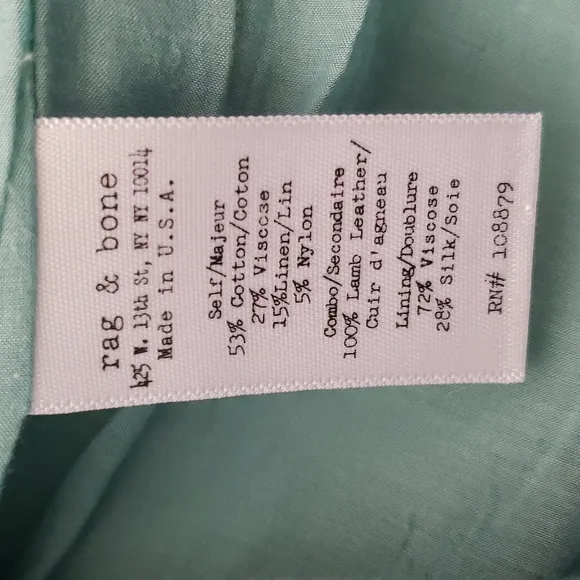 rag & bone
425 W. 13th St, NY NY 10014
Made in U.S.A.
Self/Majeur
53% Cotton/Coton
27% Viscose
15%Linen/Lin
5% Nylon
Combo/Secondaire
100% Lamb Leather/
Cuir d'agneau
Lining/Doublure
72% Viscose
28% Silk/Soie
RN# 108879